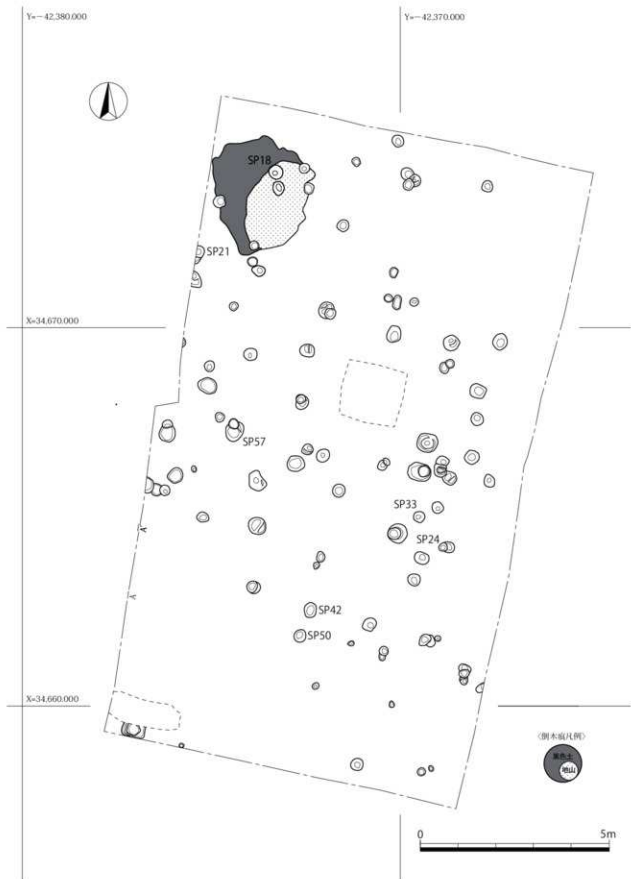 Y=−42,380.000
Y=−42,370.000
SP18
SP21
X=34,670.000
SP57
SP33
SP24
SP42
SP50
X=34,660.000
〈倒木痕凡例〉
黒色土
地山
0
5m